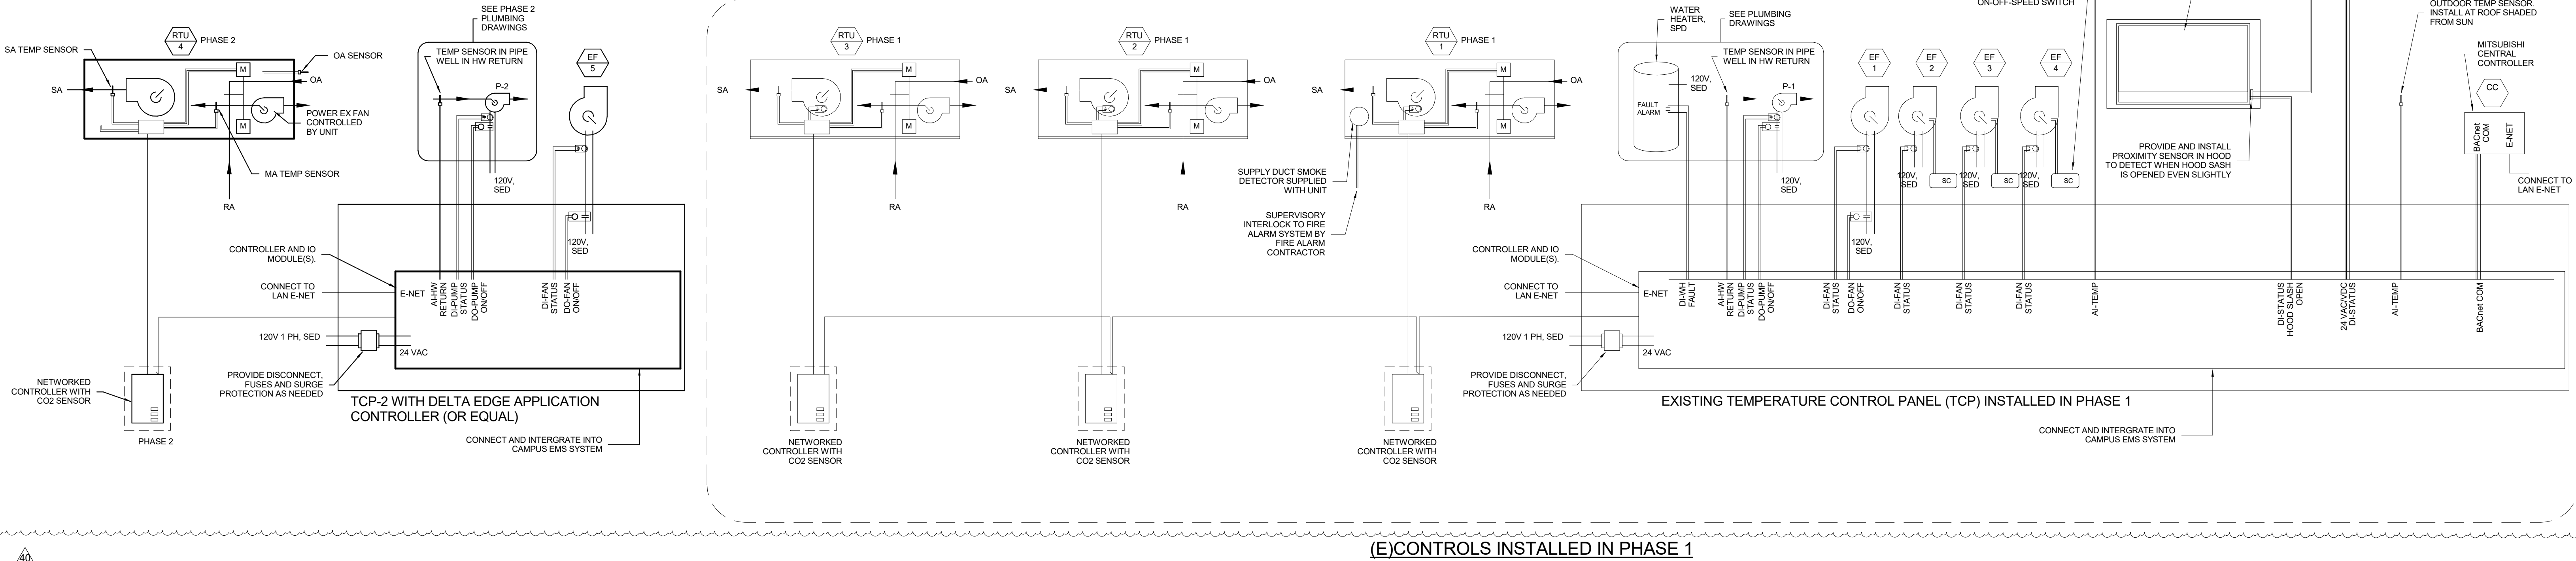 SEE PHASE 2
PLUMBING
DRAWINGS
RTU
4
PHASE 2
SA TEMP SENSOR
OA SENSOR
OA
SA
M
M
POWER EX FAN
CONTROLLED
BY UNIT
MA TEMP SENSOR
RA
TEMP SENSOR IN PIPE
WELL IN HW RETURN
P-2
120V,
SED
EF
5
120V,
SED
CONTROLLER AND IO
MODULE(S).
CONNECT TO
LAN E-NET
E-NET
AI-HW
RETURN
DI-PUMP
STATUS
DO-PUMP
ON/OFF
DI-FAN
STATUS
DO-FAN
ON/OFF
120V 1 PH, SED
24 VAC
PROVIDE DISCONNECT,
FUSES AND SURGE
PROTECTION AS NEEDED
NETWORKED
CONTROLLER WITH
CO2 SENSOR
PHASE 2
TCP-2 WITH DELTA EDGE APPLICATION
CONTROLLER (OR EQUAL)
CONNECT AND INTERGRATE INTO
CAMPUS EMS SYSTEM
RTU
3
PHASE 1
SA
M
M
OA
RA
NETWORKED
CONTROLLER WITH
CO2 SENSOR
RTU
2
PHASE 1
SA
M
M
OA
RA
NETWORKED
CONTROLLER WITH
CO2 SENSOR
RTU
1
PHASE 1
SA
M
M
OA
RA
SUPPLY DUCT SMOKE
DETECTOR SUPPLIED
WITH UNIT
SUPERVISORY
INTERLOCK TO FIRE
ALARM SYSTEM BY
FIRE ALARM
CONTRACTOR
NETWORKED
CONTROLLER WITH
CO2 SENSOR
WATER
HEATER,
SPD
SEE PLUMBING
DRAWINGS
TEMP SENSOR IN PIPE
WELL IN HW RETURN
120V,
SED
FAULT
ALARM
P-1
120V,
SED
EF
1
EF
2
EF
3
EF
4
120V,
SED
120V,
SED
120V,
SED
120V,
SED
SC
SC
SC
ON-OFF-SPEED SWITCH
PROVIDE AND INSTALL
PROXIMITY SENSOR IN HOOD
TO DETECT WHEN HOOD SASH
IS OPENED EVEN SLIGHTLY
OUTDOOR TEMP SENSOR.
INSTALL AT ROOF SHADED
FROM SUN
MITSUBISHI
CENTRAL
CONTROLLER
CC
BACnet
COM
E-NET
CONNECT TO
LAN E-NET
CONTROLLER AND IO
MODULE(S).
CONNECT TO
LAN E-NET
E-NET
DI-WH
FAULT
AI-HW
RETURN
DI-PUMP
STATUS
DO-PUMP
ON/OFF
DI-FAN
STATUS
DO-FAN
ON/OFF
DI-FAN
STATUS
DI-FAN
STATUS
DI-FAN
STATUS
AI-TEMP
DI-STATUS
HOOD SLASH
OPEN
24 VAC/VDC
DI-STATUS
AI-TEMP
BACnet COM
120V 1 PH, SED
24 VAC
PROVIDE DISCONNECT,
FUSES AND SURGE
PROTECTION AS NEEDED
EXISTING TEMPERATURE CONTROL PANEL (TCP) INSTALLED IN PHASE 1
CONNECT AND INTERGRATE INTO
CAMPUS EMS SYSTEM
(E)CONTROLS INSTALLED IN PHASE 1
40